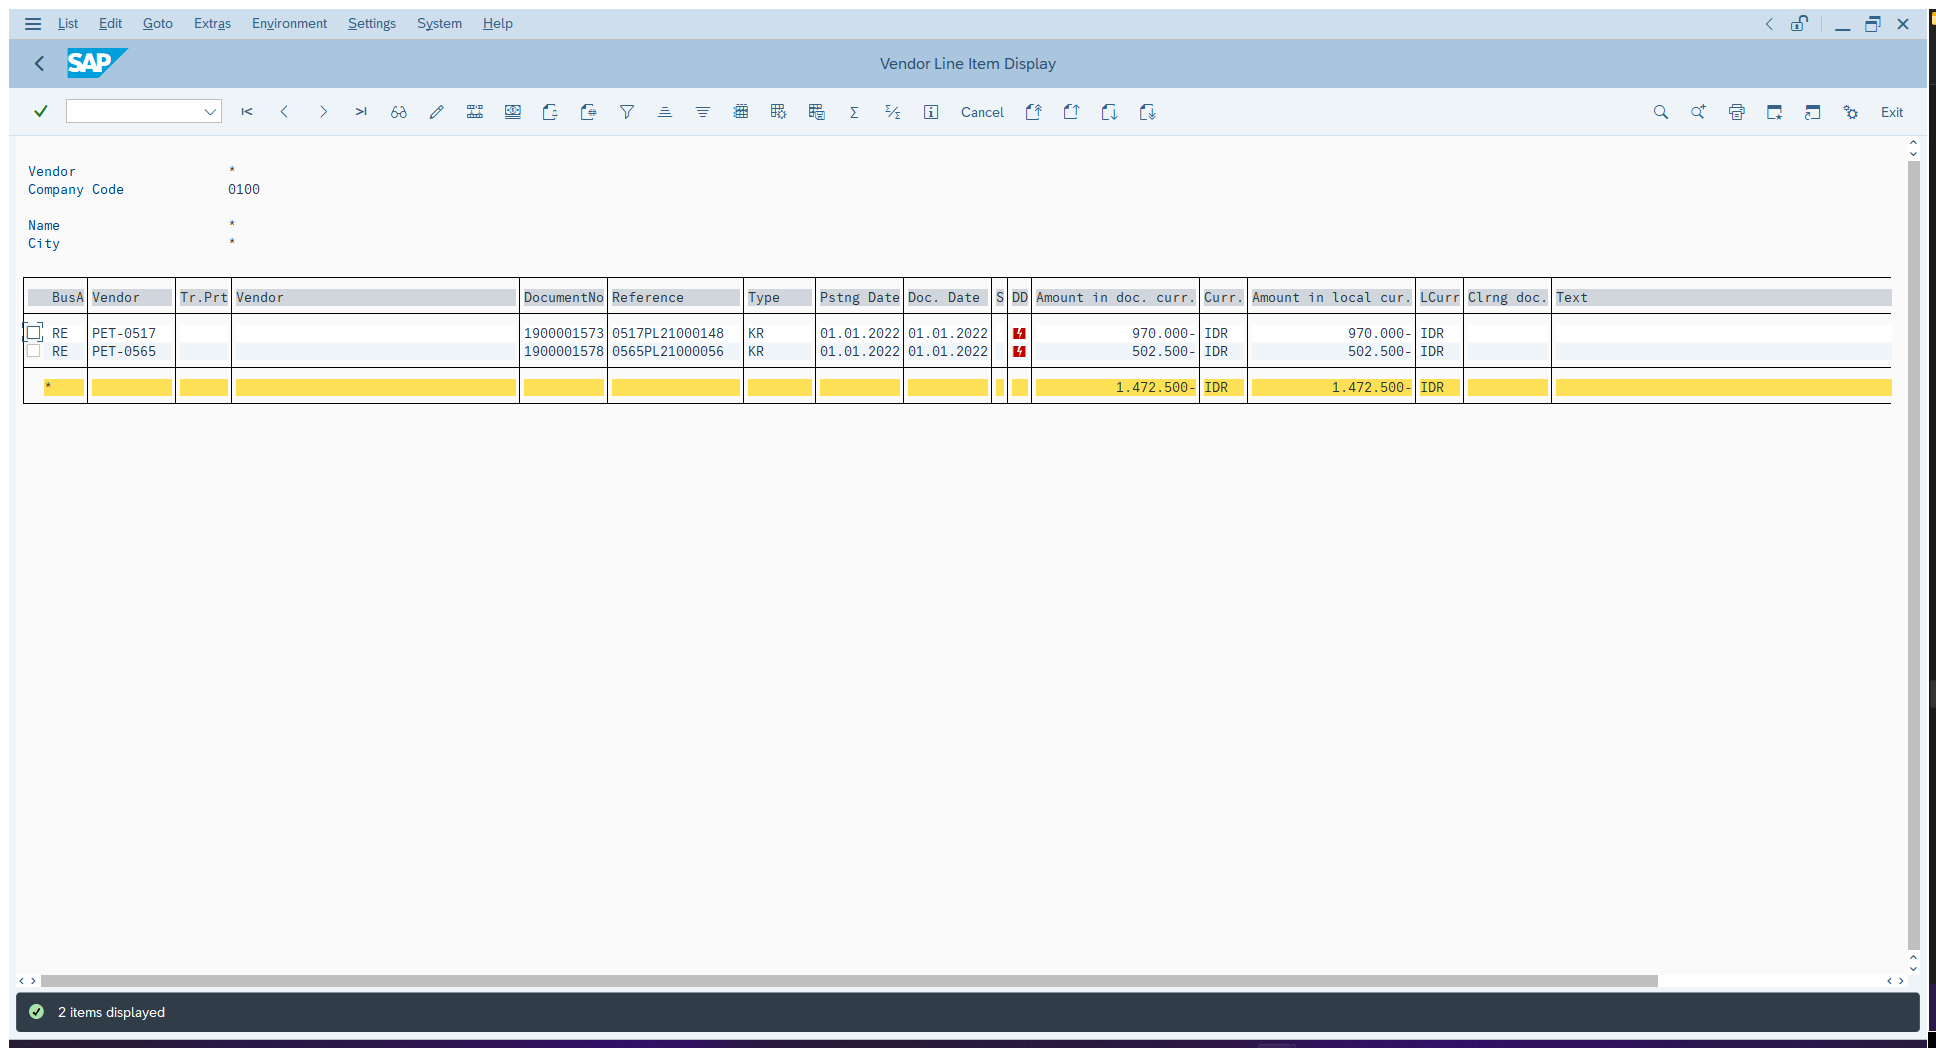 List Edit Goto Extras Environment Settings System Help
SAP Vendor Line Item Display
Cancel Exit
Vendor *
Company Code 0100
Name *
City *
BusA Vendor Tr.Prt Vendor DocumentNo Reference Type Pstng Date Doc. Date S DD Amount in doc. curr. Curr. Amount in local cur. LCurr Clrng doc. Text
RE PET-0517 1900001573 0517PL21000148 KR 01.01.2022 01.01.2022 970.000- IDR 970.000- IDR
RE PET-0565 1900001578 0565PL21000056 KR 01.01.2022 01.01.2022 502.500- IDR 502.500- IDR
* 1.472.500- IDR 1.472.500- IDR
2 items displayed